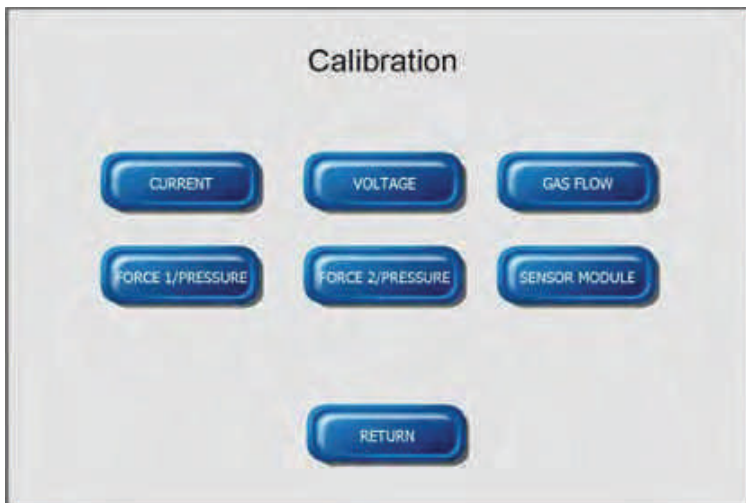 Calibration
CURRENT VOLTAGE GAS FLOW
FORCE 1/PRESSURE FORCE 2/PRESSURE SENSOR MODULE
RETURN